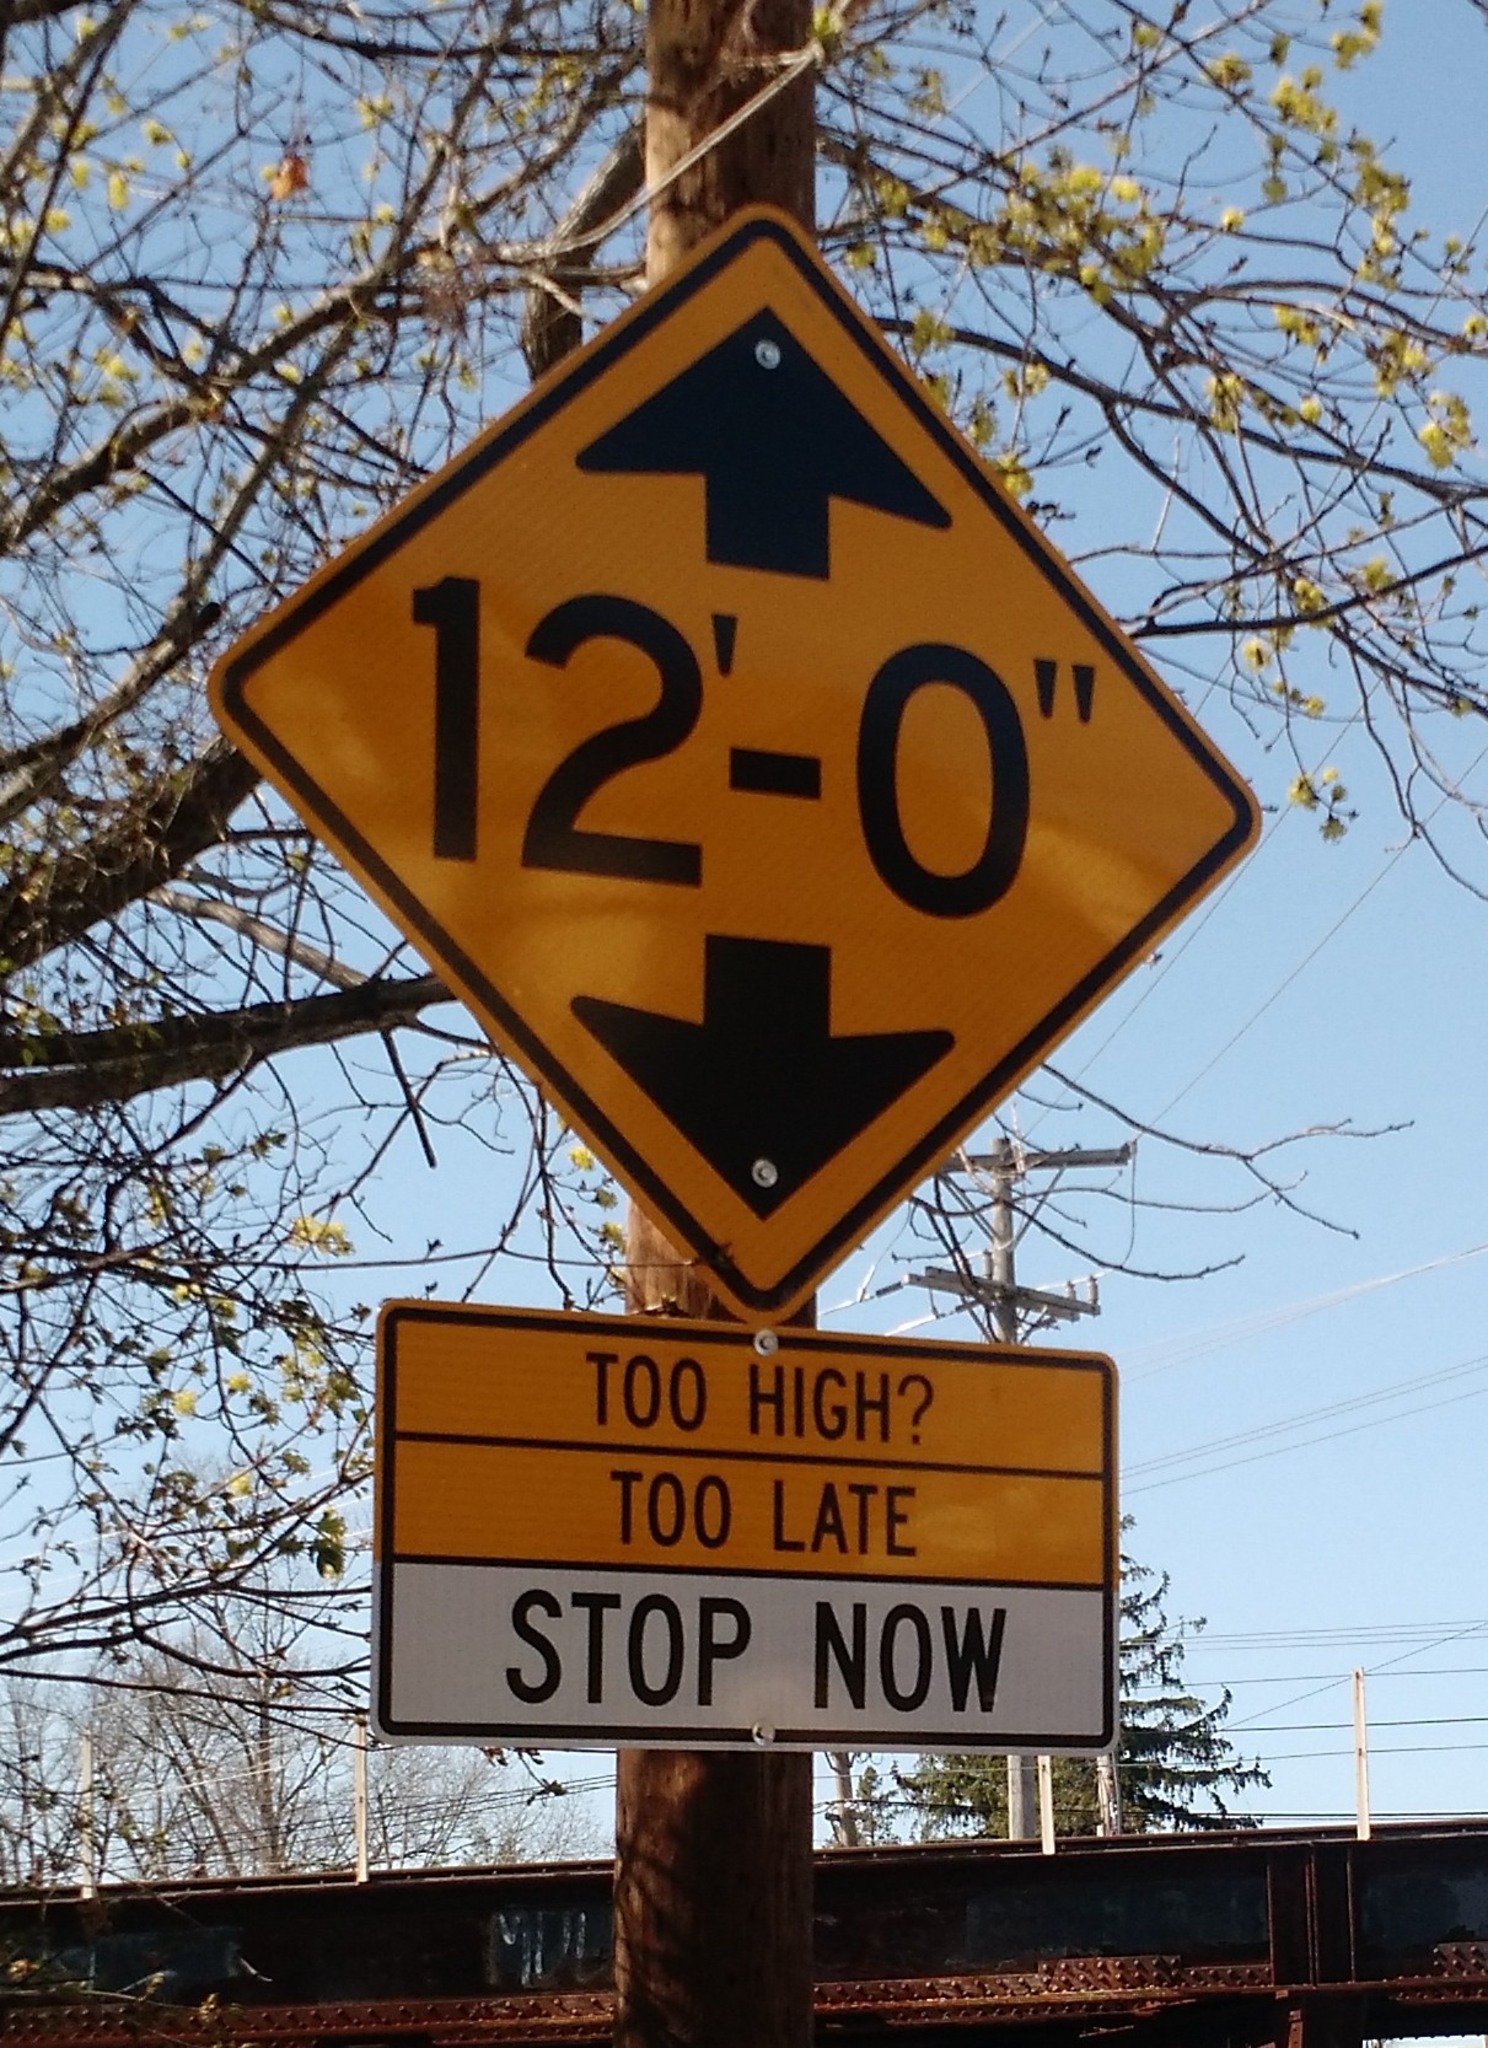 12'-0"
TOO HIGH?
TOO LATE
STOP NOW